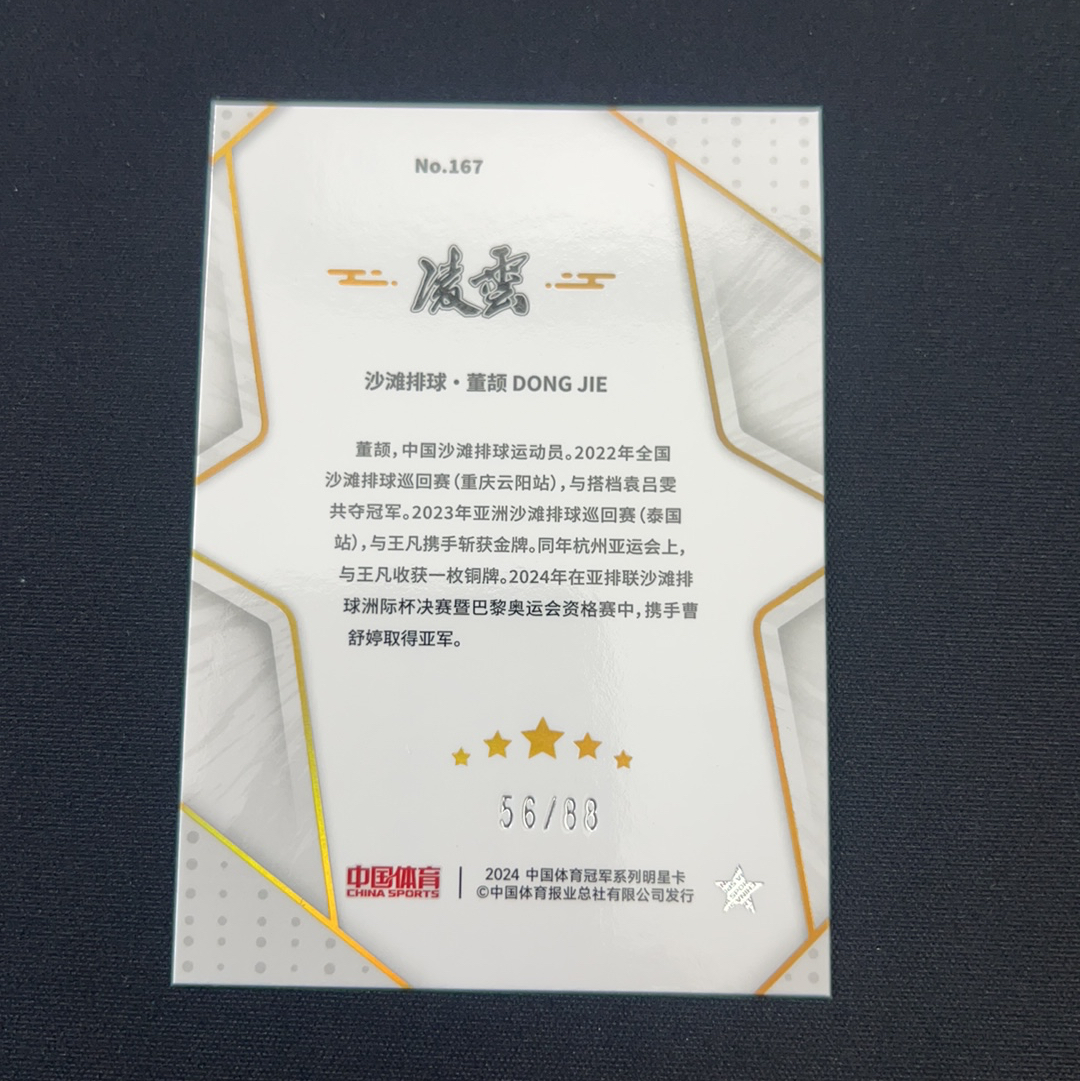 No.167
凌雲
沙滩排球·董颉 DONG JIE
董颉,中国沙滩排球运动员。2022年全国
沙滩排球巡回赛(重庆云阳站),与搭档袁吕雯
共夺冠军。2023年亚洲沙滩排球巡回赛(泰国
站),与王凡携手斩获金牌。同年杭州亚运会上,
与王凡收获一枚铜牌。2024年在亚排联沙滩排
球洲际杯决赛暨巴黎奥运会资格赛中,携手曹
舒婷取得亚军。
56/88
中国体育
CHINA SPORTS
2024 中国体育冠军系列明星卡
©中国体育报业总社有限公司发行